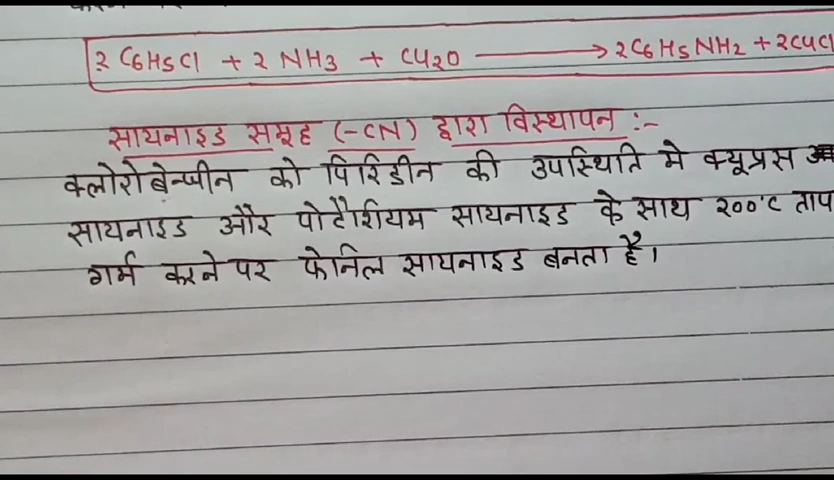 2 C6H5Cl + 2 NH3 + Cu2O ⟶ 2C6H5NH2 + 2CuCl
सायनाइड समूह (-CN) द्वारा विस्थापन :-
क्लोरोबेन्जीन को पिरिडीन की उपस्थिति मे क्यूप्रस
सायनाइड और पोटैशियम सायनाइड के साथ 200°C ताप
गर्म करने पर फेनिल सायनाइड बनता है।